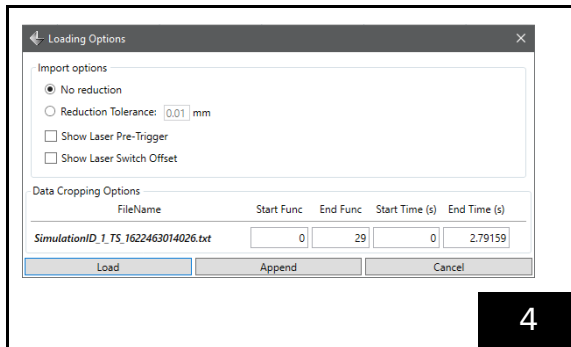 Loading Options
Import options
No reduction
Reduction Tolerance: 0.01 mm
Show Laser Pre-Trigger
Show Laser Switch Offset
Data Cropping Options
FileName Start Func End Func Start Time (s) End Time (s)
SimulationID_1_TS_1622463014026.txt 0 29 0 2.79159
Load Append Cancel
4